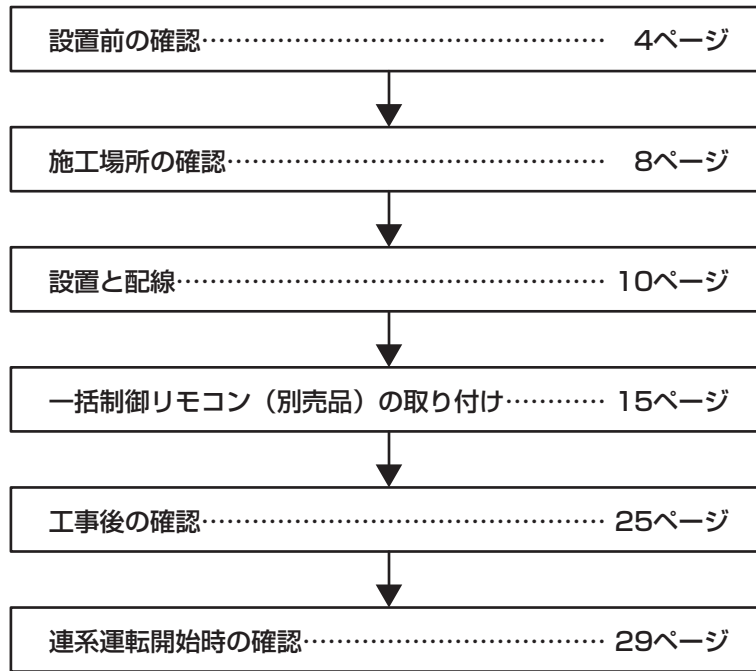 設置前の確認………………………………………… 4ページ
施工場所の確認……………………………………… 8ページ
設置と配線…………………………………………… 10ページ
一括制御リモコン（別売品）の取り付け………… 15ページ
工事後の確認……………………………………… 25ページ
連系運転開始時の確認……………………………… 29ページ